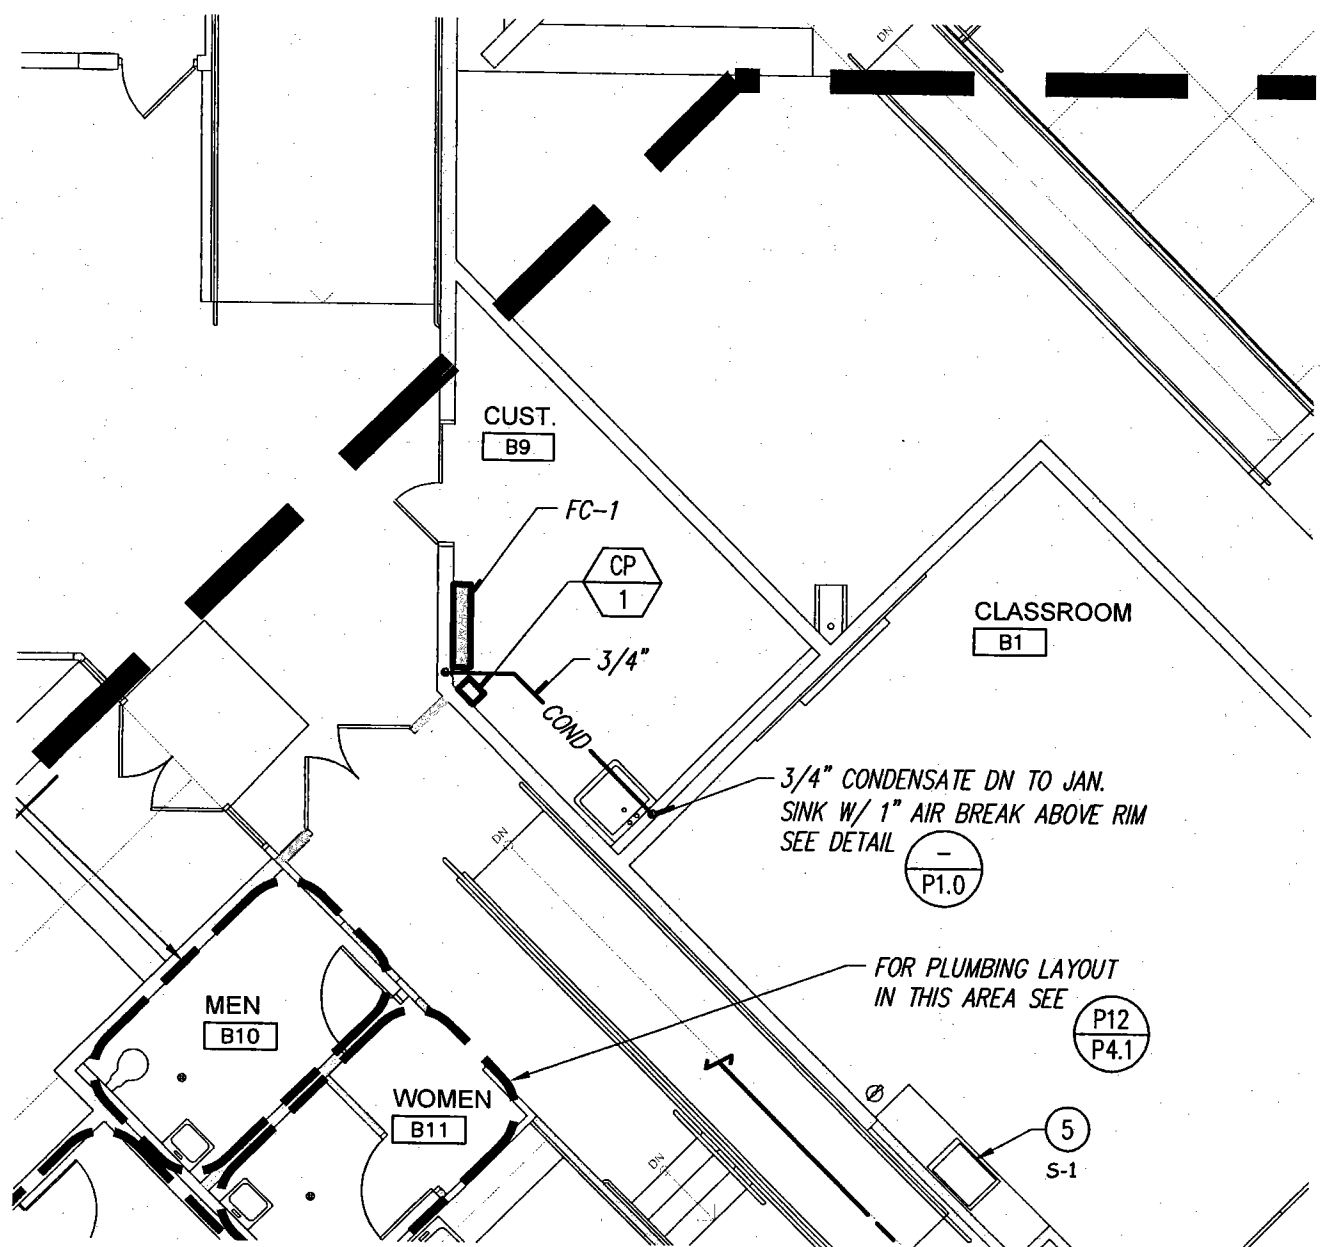 DN
CUST.
B9
FC-1
CP
1
3/4"
COND
CLASSROOM
B1
3/4" CONDENSATE DN TO JAN.
SINK W/ 1" AIR BREAK ABOVE RIM
SEE DETAIL
-
P1.0
DN
FOR PLUMBING LAYOUT
IN THIS AREA SEE
P12
P4.1
MEN
B10
WOMEN
B11
5
S-1
DN